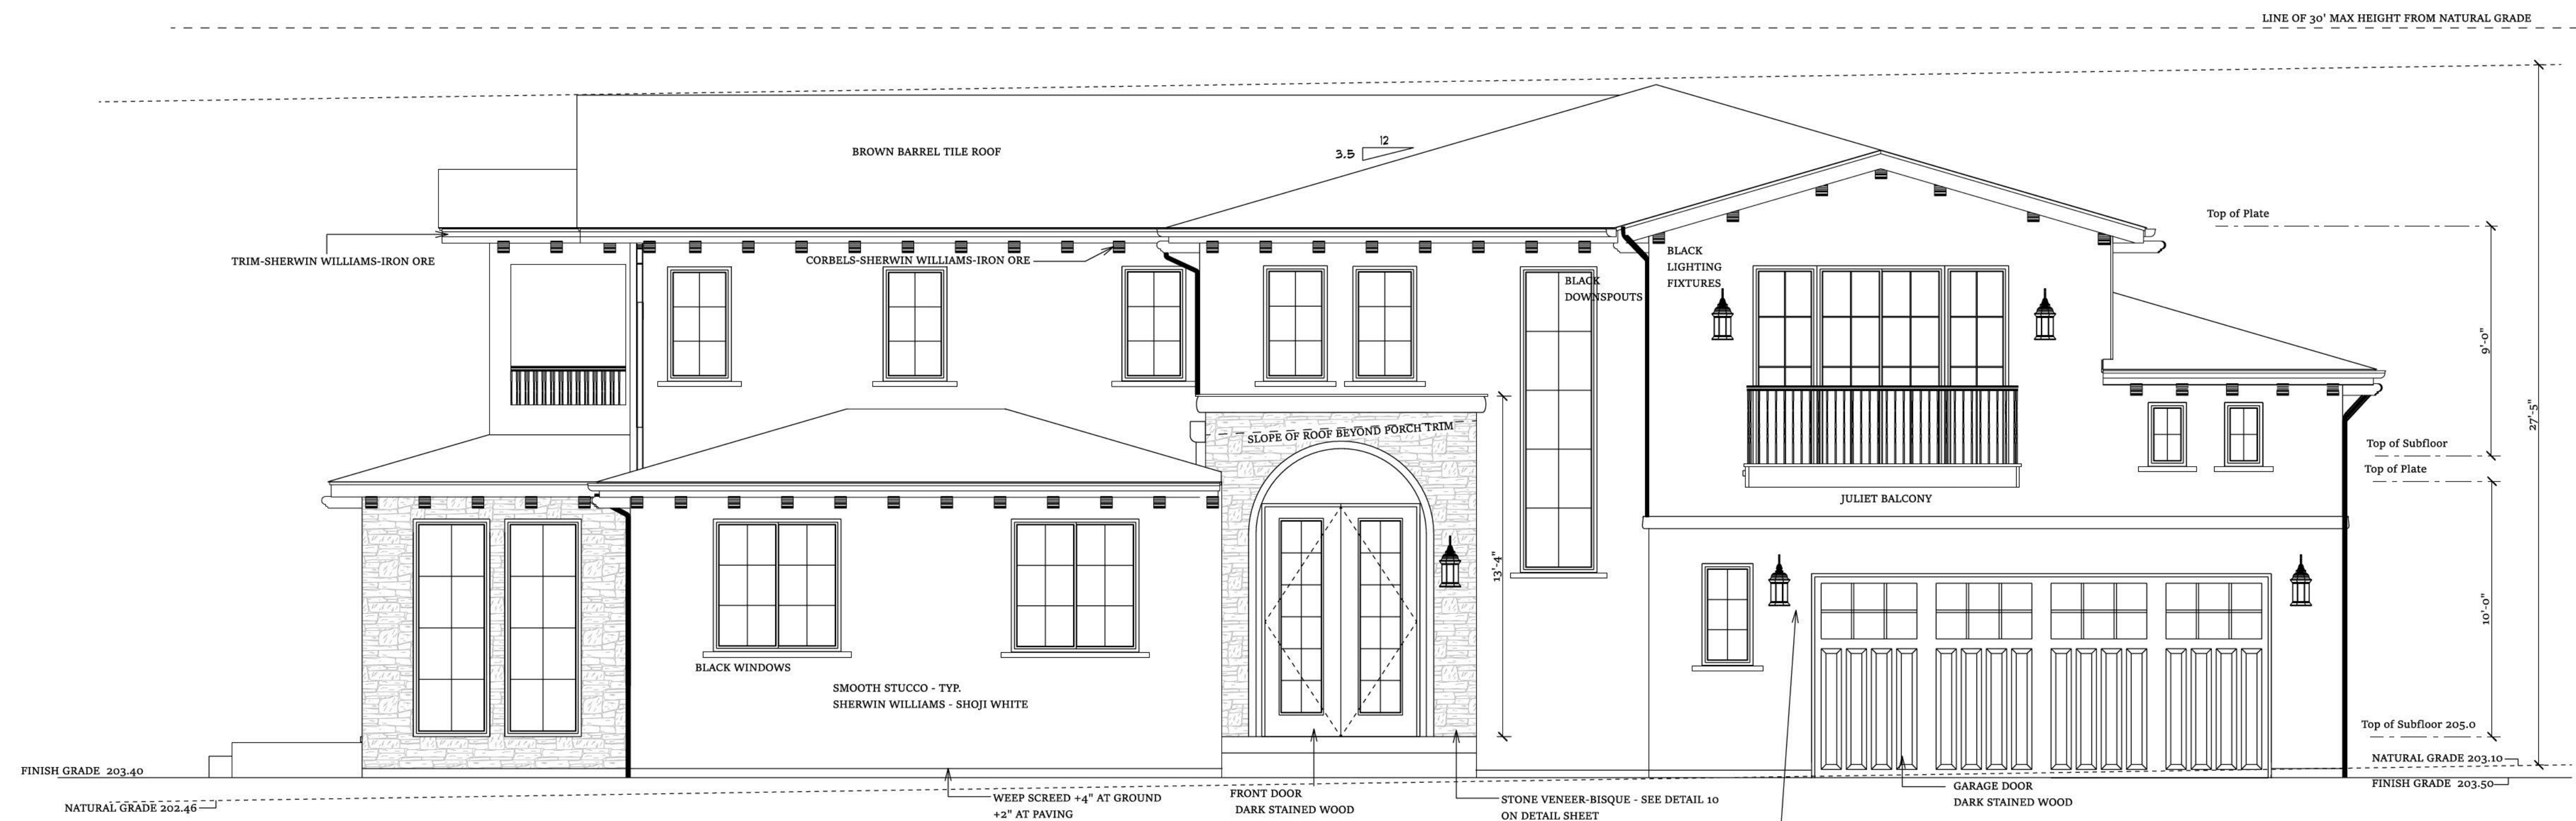 LINE OF 30' MAX HEIGHT FROM NATURAL GRADE
BROWN BARREL TILE ROOF
12
3.5
Top of Plate
TRIM-SHERWIN WILLIAMS-IRON ORE
CORBELS-SHERWIN WILLIAMS-IRON ORE
BLACK
DOWNSPOUTS
BLACK
LIGHTING
FIXTURES
9'-0"
27'-5"
SLOPE OF ROOF BEYOND PORCH TRIM
Top of Subfloor
Top of Plate
JULIET BALCONY
13'-4"
10'-0"
BLACK WINDOWS
SMOOTH STUCCO - TYP.
SHERWIN WILLIAMS - SHOJI WHITE
Top of Subfloor 205.0
FINISH GRADE 203.40
NATURAL GRADE 203.10
FINISH GRADE 203.50
NATURAL GRADE 202.46
WEEP SCREED +4" AT GROUND
+2" AT PAVING
FRONT DOOR
DARK STAINED WOOD
STONE VENEER-BISQUE - SEE DETAIL 10
ON DETAIL SHEET
GARAGE DOOR
DARK STAINED WOOD